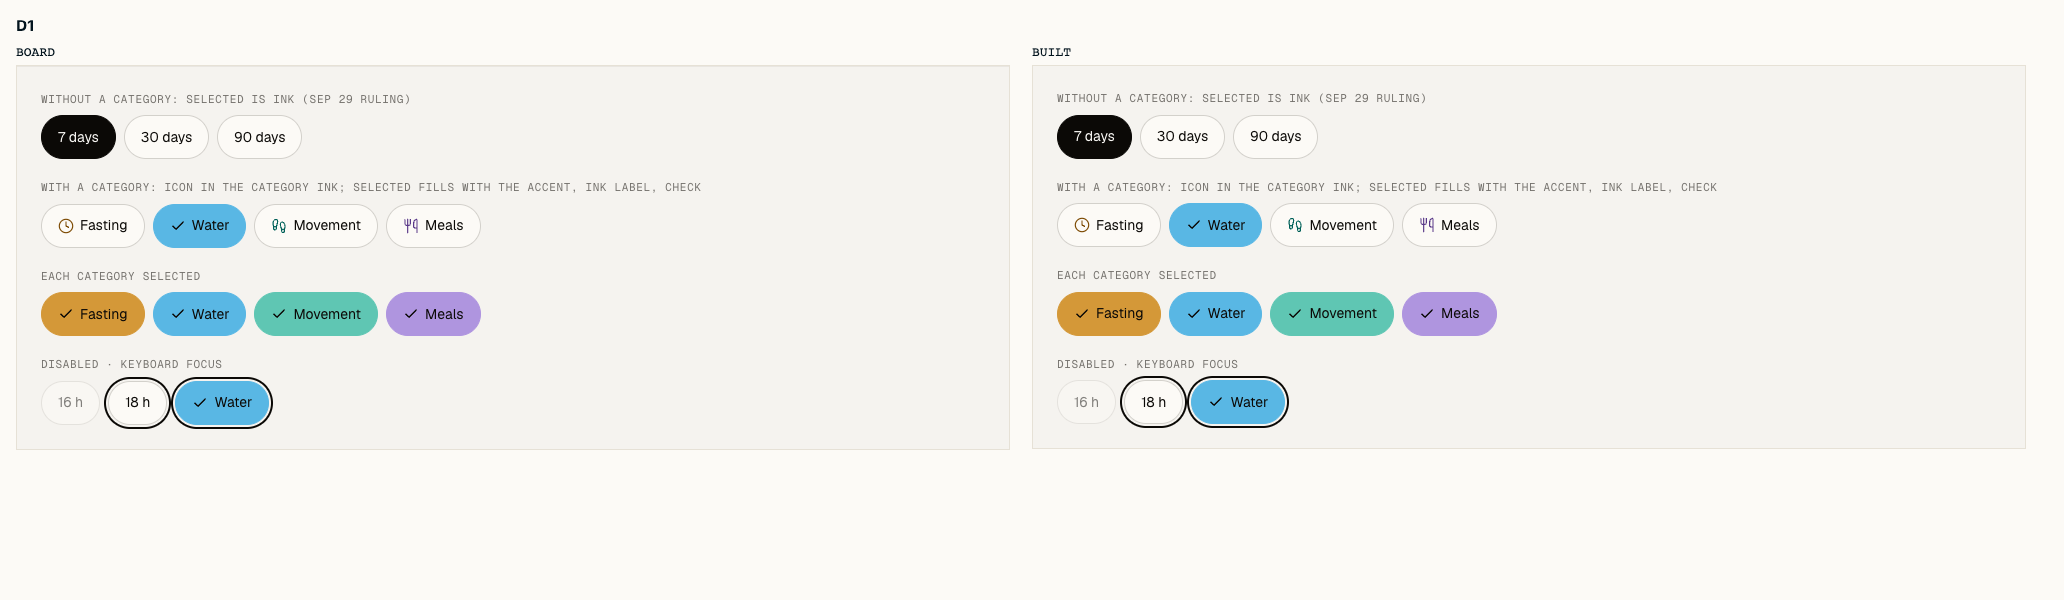 D1
BOARD
WITHOUT A CATEGORY: SELECTED IS INK (SEP 29 RULING)
7 days 30 days 90 days
WITH A CATEGORY: ICON IN THE CATEGORY INK; SELECTED FILLS WITH THE ACCENT, INK LABEL, CHECK
Fasting Water Movement Meals
EACH CATEGORY SELECTED
Fasting Water Movement Meals
DISABLED · KEYBOARD FOCUS
16 h 18 h Water
BUILT
WITHOUT A CATEGORY: SELECTED IS INK (SEP 29 RULING)
7 days 30 days 90 days
WITH A CATEGORY: ICON IN THE CATEGORY INK; SELECTED FILLS WITH THE ACCENT, INK LABEL, CHECK
Fasting Water Movement Meals
EACH CATEGORY SELECTED
Fasting Water Movement Meals
DISABLED · KEYBOARD FOCUS
16 h 18 h Water